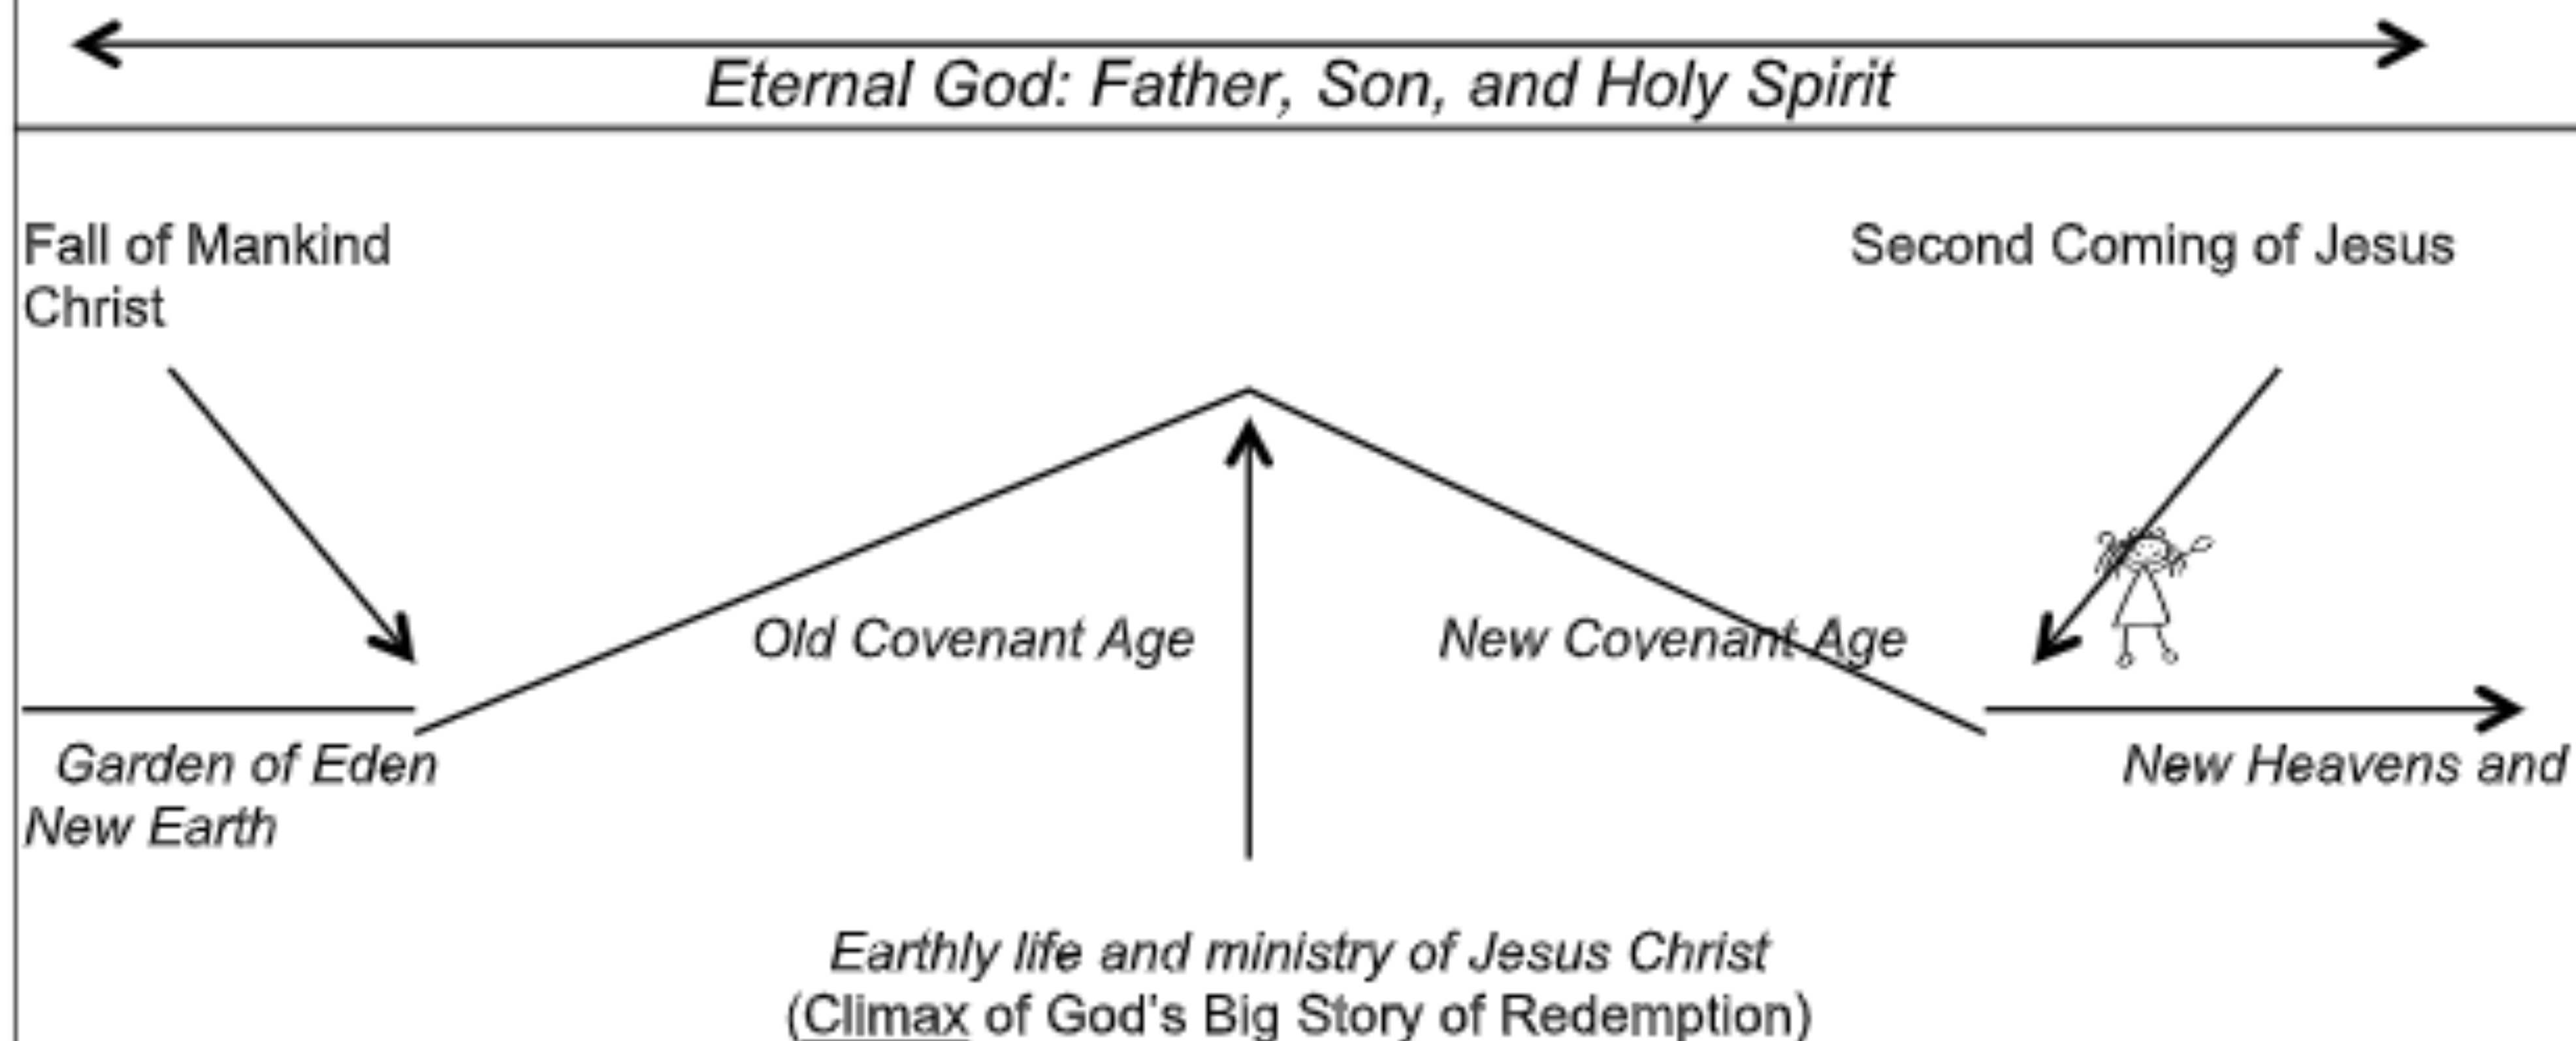 Eternal God: Father, Son, and Holy Spirit
Fall of Mankind Second Coming of Jesus
Christ
Old Covenant Age New Covenant Age
Garden of Eden New Heavens and
New Earth
Earthly life and ministry of Jesus Christ
(Climax of God's Big Story of Redemption)